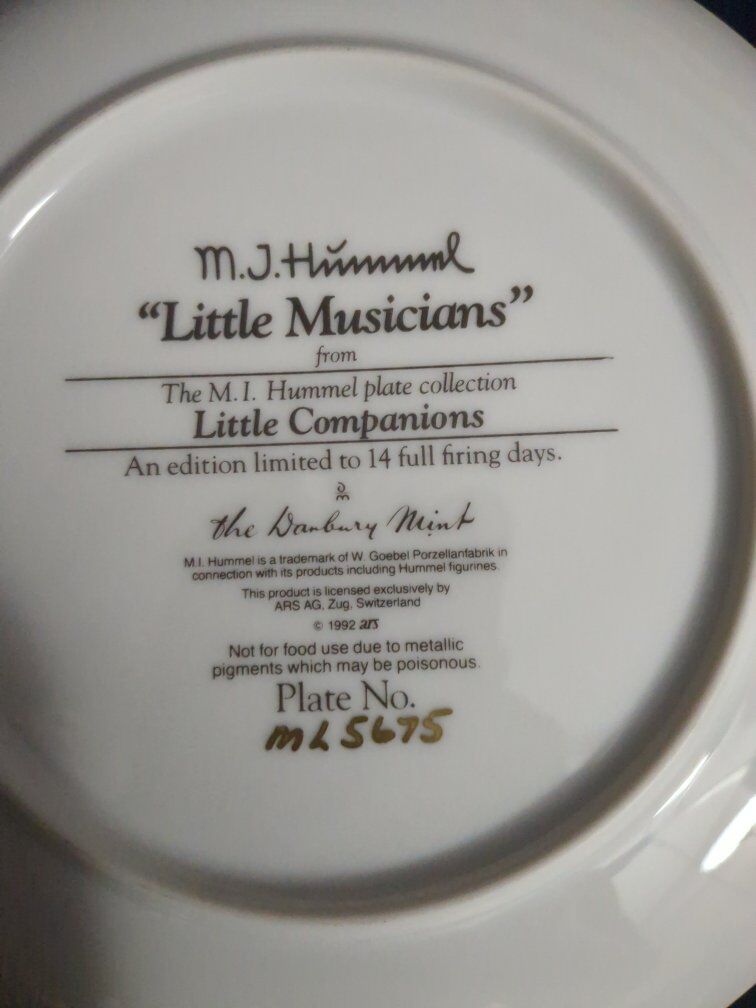 M.J. Hummel
“Little Musicians”
from
The M.I. Hummel plate collection
Little Companions
An edition limited to 14 full firing days.
the Danbury Mint
M.I. Hummel is a trademark of W. Goebel Porzellanfabrik in
connection with its products including Hummel figurines.
This product is licensed exclusively by
ARS AG, Zug, Switzerland
© 1992 ars
Not for food use due to metallic
pigments which may be poisonous.
Plate No.
ML5675